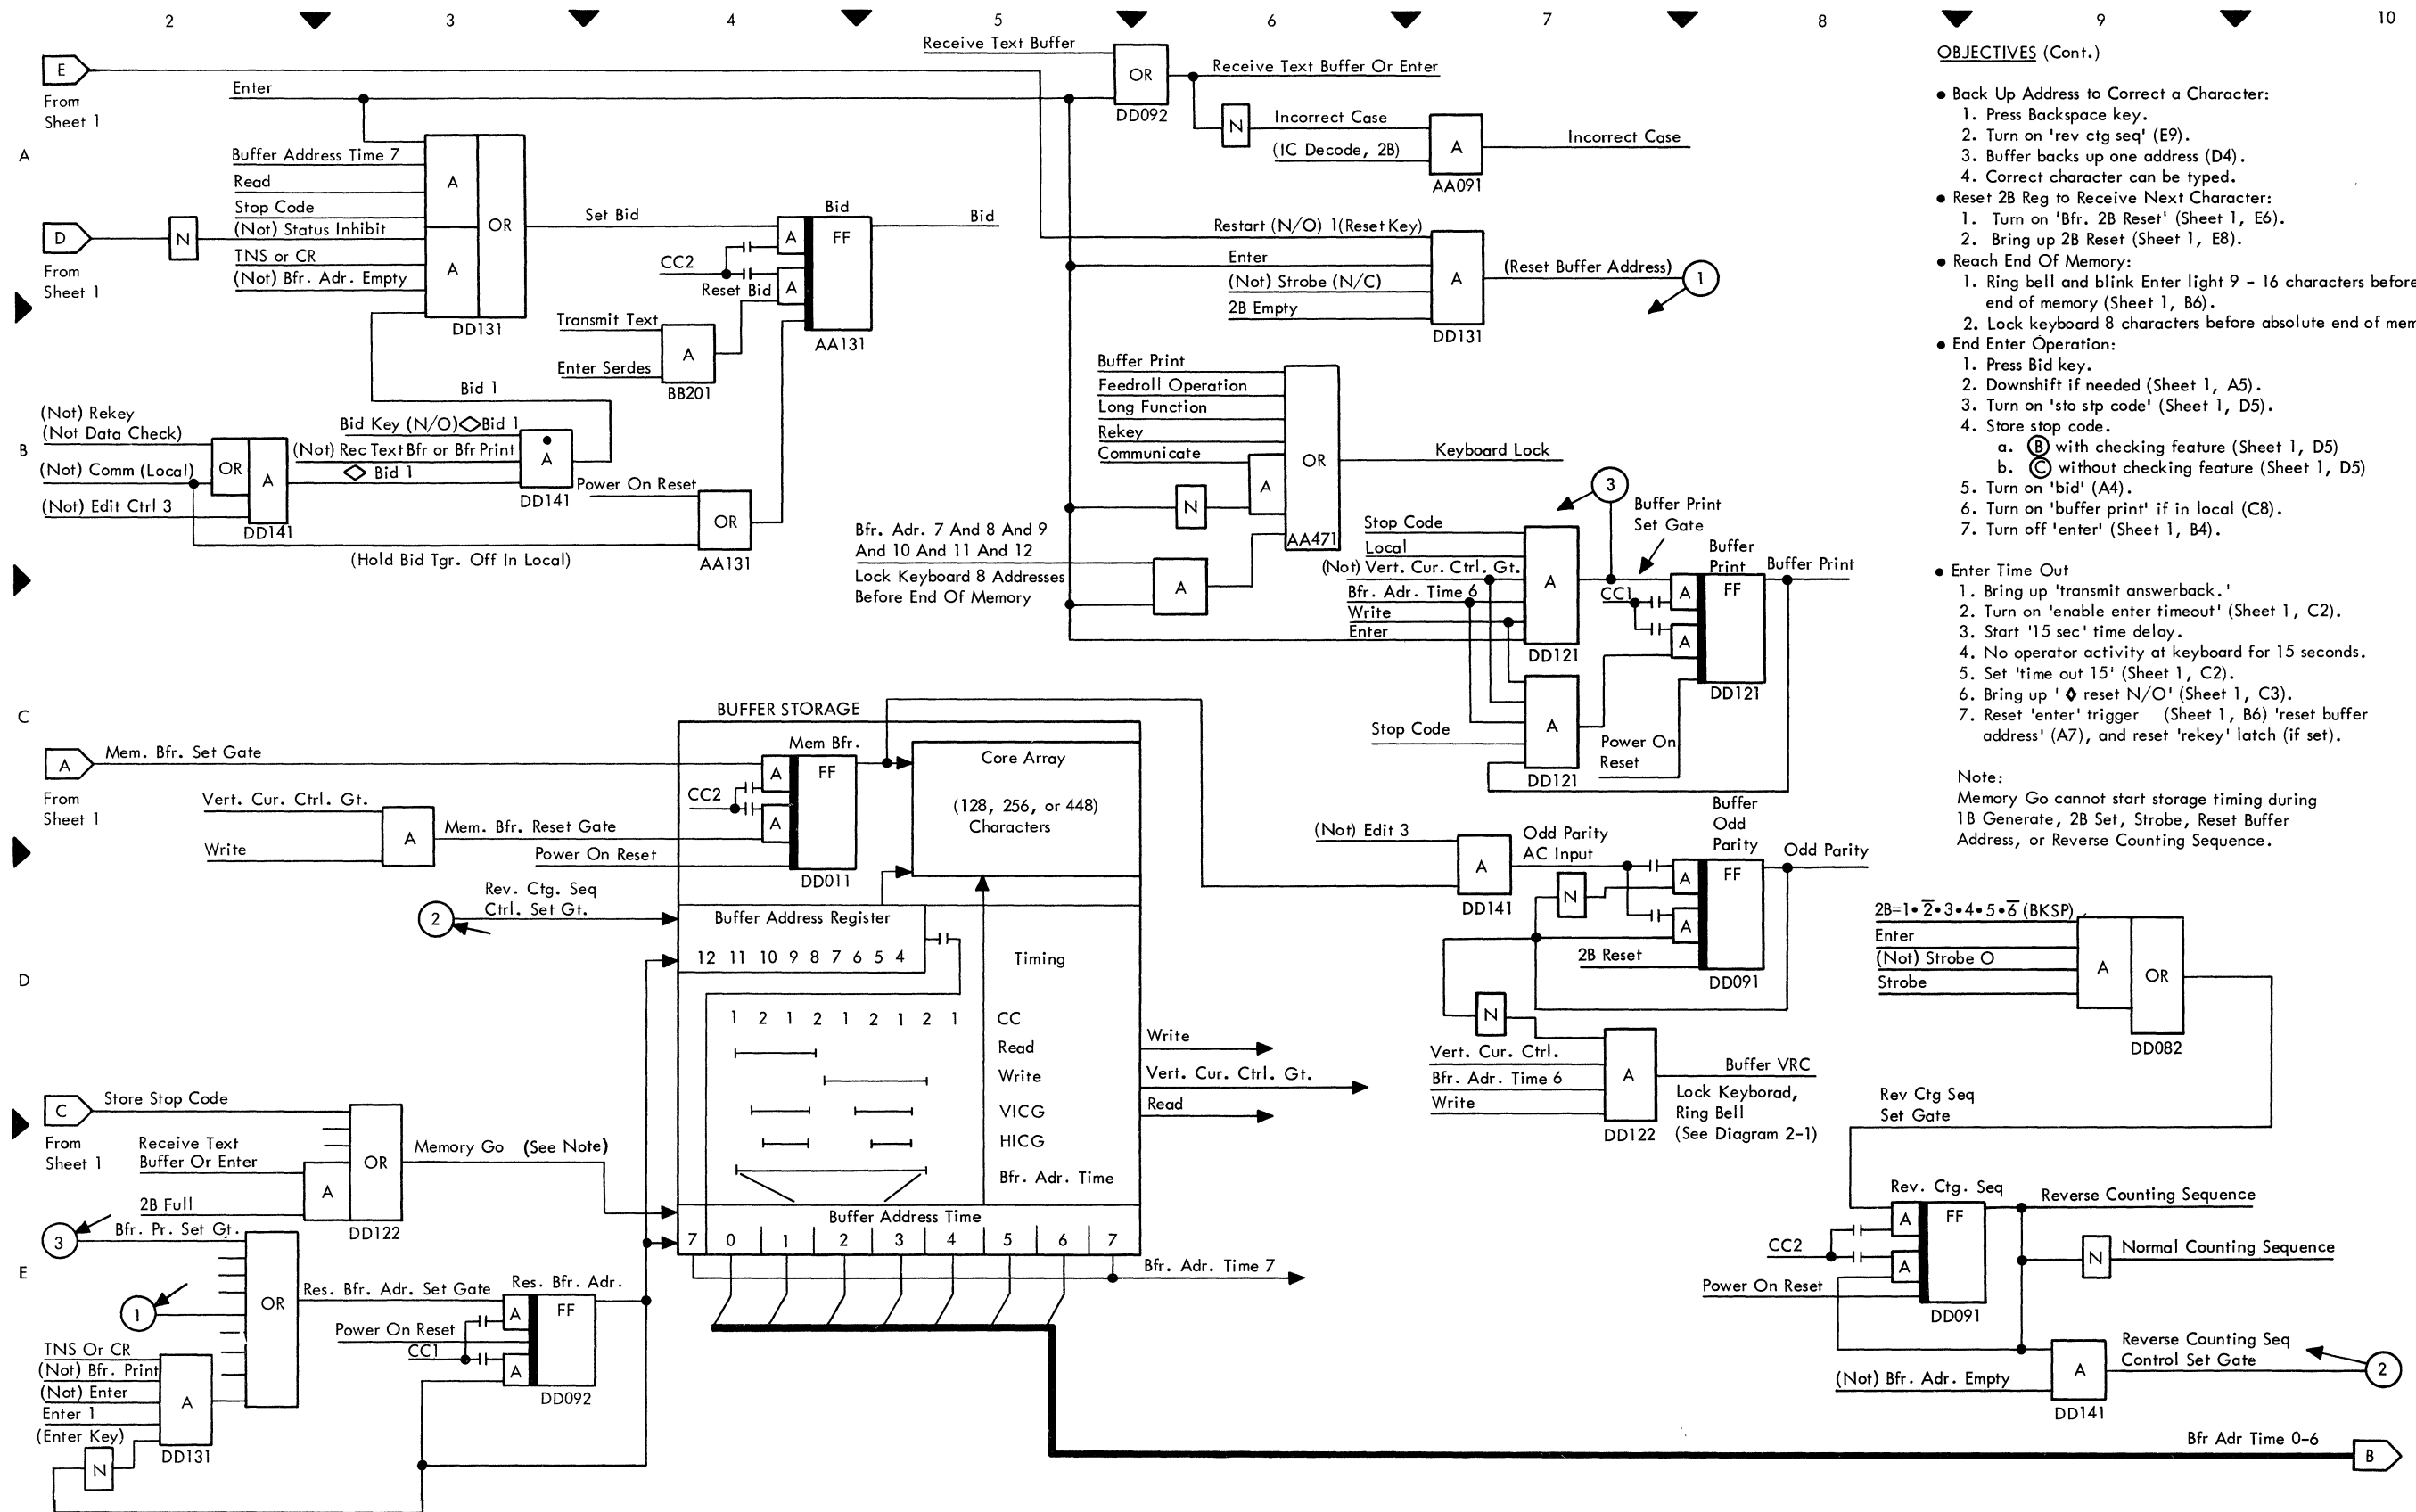 2 3 4 5 6 7 8 9 10
E
From
Sheet 1
Enter
Receive Text Buffer
OR
DD092
Receive Text Buffer Or Enter
N
Incorrect Case
(IC Decode, 2B)
A
AA091
Incorrect Case
A
Buffer Address Time 7
Read
Stop Code
(Not) Status Inhibit
TNS or CR
(Not) Bfr. Adr. Empty
D
From
Sheet 1
N
A
A
OR
DD131
Set Bid
Bid
A
FF
A
CC2
Reset Bid
AA131
Bid
Transmit Text
Enter Serdes
A
BB201
Restart (N/O) 1(Reset Key)
Enter
(Not) Strobe (N/C)
2B Empty
A
DD131
(Reset Buffer Address)
1
B
Bid 1
(Not) Rekey
(Not Data Check)
(Not) Comm (Local)
(Not) Edit Ctrl 3
OR
A
DD141
Bid Key (N/O)◇Bid 1
(Not) Rec Text Bfr or Bfr Print
◇ Bid 1
A
DD141
Power On Reset
OR
AA131
(Hold Bid Tgr. Off In Local)
Buffer Print
Feedroll Operation
Long Function
Rekey
Communicate
N
A
OR
AA471
Keyboard Lock
Bfr. Adr. 7 And 8 And 9
And 10 And 11 And 12
Lock Keyboard 8 Addresses
Before End Of Memory
A
3
Stop Code
Local
(Not) Vert. Cur. Ctrl. Gt.
Bfr. Adr. Time 6
Write
Enter
A
DD121
Buffer Print
Set Gate
Buffer
Print
CC1
A
FF
A
DD121
Buffer Print
Stop Code
A
DD121
Power On
Reset
C
A
From
Sheet 1
Mem. Bfr. Set Gate
Vert. Cur. Ctrl. Gt.
Write
A
Mem. Bfr. Reset Gate
Power On Reset
BUFFER STORAGE
Mem Bfr.
CC2
A
FF
A
DD011
Core Array
(128, 256, or 448)
Characters
(Not) Edit 3
A
DD141
Odd Parity
AC Input
Buffer
Odd
Parity
N
A
FF
A
2B Reset
DD091
Odd Parity
D
2
Rev. Ctg. Seq
Ctrl. Set Gt.
Buffer Address Register
12 11 10 9 8 7 6 5 4
Timing
1 2 1 2 1 2 1 2 1 CC
Read
Write
VICG
HICG
Bfr. Adr. Time
Buffer Address Time
7 0 1 2 3 4 5 6 7
Write
Vert. Cur. Ctrl. Gt.
Read
Bfr. Adr. Time 7
N
Vert. Cur. Ctrl.
Bfr. Adr. Time 6
Write
A
DD122
Buffer VRC
Lock Keyborad,
Ring Bell
(See Diagram 2-1)
2B=1•2̅•3•4•5•6̅ (BKSP)
Enter
(Not) Strobe O
Strobe
A
OR
DD082
Rev Ctg Seq
Set Gate
C
From
Sheet 1
Store Stop Code
Receive Text
Buffer Or Enter
2B Full
A
OR
DD122
Memory Go (See Note)
E
3
Bfr. Pr. Set Gt.
1
TNS Or CR
(Not) Bfr. Print
(Not) Enter
Enter 1
(Enter Key)
N
A
DD131
OR
Res. Bfr. Adr. Set Gate
Power On Reset
CC1
Res. Bfr. Adr.
A
FF
A
DD092
Rev. Ctg. Seq
CC2
A
FF
A
Power On Reset
DD091
Reverse Counting Sequence
N
Normal Counting Sequence
(Not) Bfr. Adr. Empty
A
DD141
Reverse Counting Seq
Control Set Gate
2
Bfr Adr Time 0-6
B
OBJECTIVES (Cont.)
• Back Up Address to Correct a Character:
1. Press Backspace key.
2. Turn on 'rev ctg seq' (E9).
3. Buffer backs up one address (D4).
4. Correct character can be typed.
• Reset 2B Reg to Receive Next Character:
1. Turn on 'Bfr. 2B Reset' (Sheet 1, E6).
2. Bring up 2B Reset (Sheet 1, E8).
• Reach End Of Memory:
1. Ring bell and blink Enter light 9 - 16 characters before
end of memory (Sheet 1, B6).
2. Lock keyboard 8 characters before absolute end of mem
• End Enter Operation:
1. Press Bid key.
2. Downshift if needed (Sheet 1, A5).
3. Turn on 'sto stp code' (Sheet 1, D5).
4. Store stop code.
a. Ⓑ with checking feature (Sheet 1, D5)
b. Ⓒ without checking feature (Sheet 1, D5)
5. Turn on 'bid' (A4).
6. Turn on 'buffer print' if in local (C8).
7. Turn off 'enter' (Sheet 1, B4).
• Enter Time Out
1. Bring up 'transmit answerback.'
2. Turn on 'enable enter timeout' (Sheet 1, C2).
3. Start '15 sec' time delay.
4. No operator activity at keyboard for 15 seconds.
5. Set 'time out 15' (Sheet 1, C2).
6. Bring up '◇ reset N/O' (Sheet 1, C3).
7. Reset 'enter' trigger (Sheet 1, B6) 'reset buffer
address' (A7), and reset 'rekey' latch (if set).
Note:
Memory Go cannot start storage timing during
1B Generate, 2B Set, Strobe, Reset Buffer
Address, or Reverse Counting Sequence.